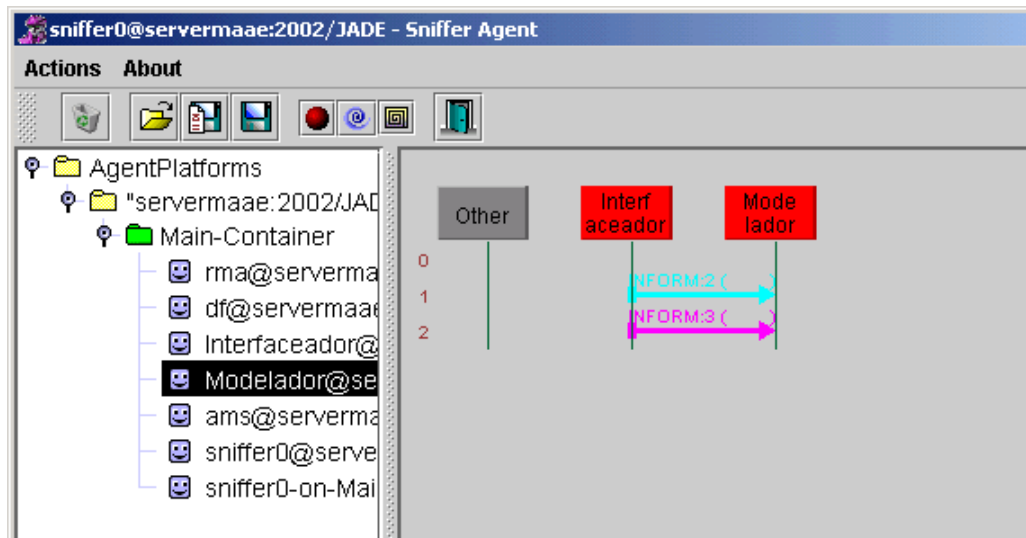 sniffer0@servermaae:2002/JADE - Sniffer Agent
Actions About
AgentPlatforms
"servermaae:2002/JAD
Main-Container
rma@serverma
df@servermaae
Interfaceador@
Modelador@se
ams@serverma
sniffer0@serve
sniffer0-on-Mai
Other
Interf
aceador
Mode
lador
0
INFORM:2 ( )
1
INFORM:3 ( )
2